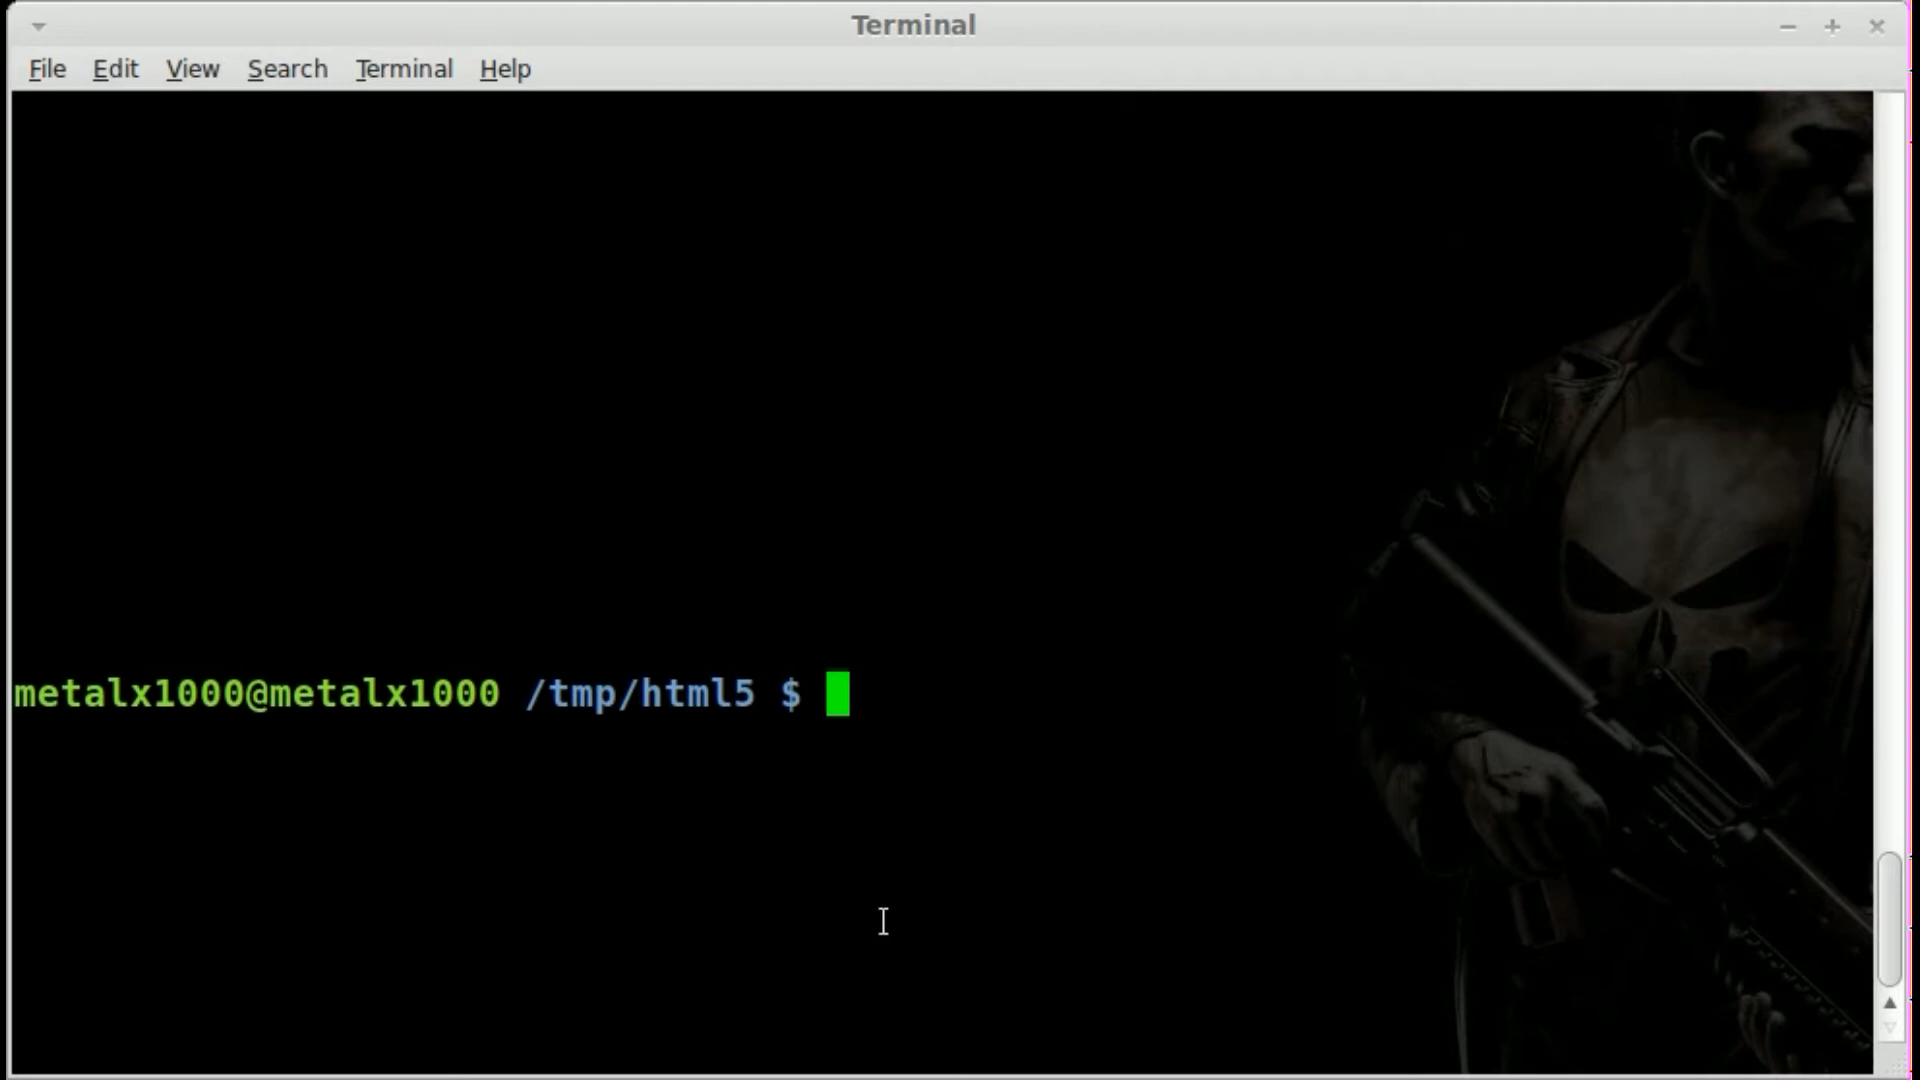 Terminal
File Edit View Search Terminal Help
metalx1000@metalx1000 /tmp/html5 $